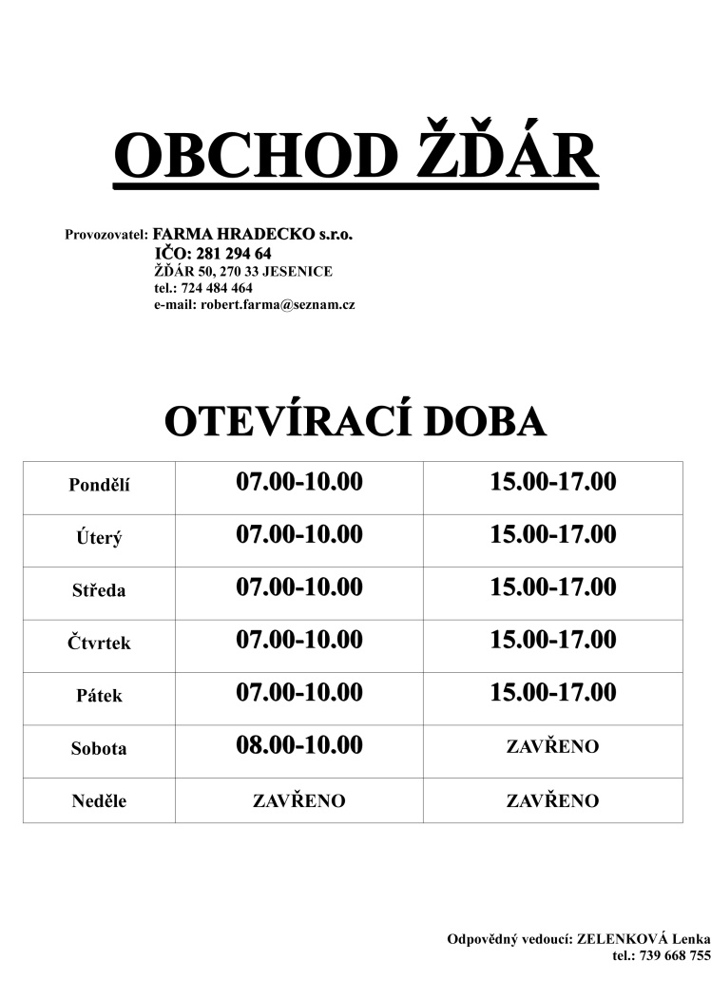 OBCHOD ŽĎÁR
Provozovatel: FARMA HRADECKO s.r.o.
IČO: 281 294 64
ŽĎÁR 50, 270 33 JESENICE
tel.: 724 484 464
e-mail: robert.farma@seznam.cz
OTEVÍRACÍ DOBA
Pondělí 07.00-10.00 15.00-17.00
Úterý 07.00-10.00 15.00-17.00
Středa 07.00-10.00 15.00-17.00
Čtvrtek 07.00-10.00 15.00-17.00
Pátek 07.00-10.00 15.00-17.00
Sobota 08.00-10.00 ZAVŘENO
Neděle ZAVŘENO ZAVŘENO
Odpovědný vedoucí: ZELENKOVÁ Lenka
tel.: 739 668 755